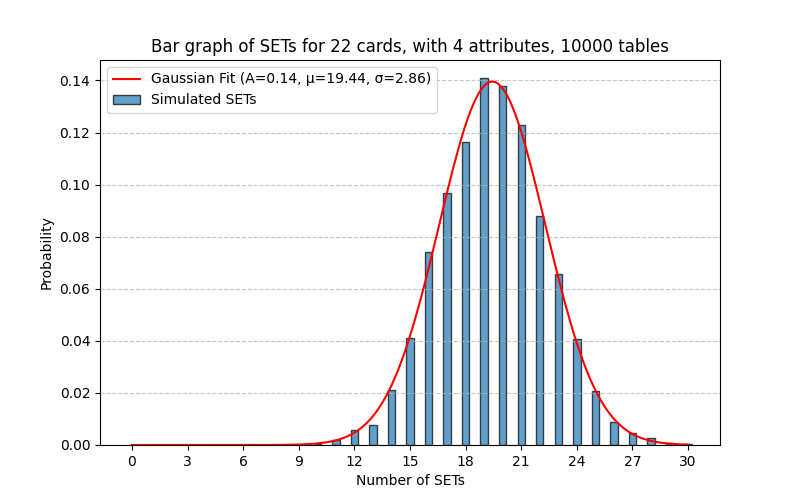 Bar graph of SETs for 22 cards, with 4 attributes, 10000 tables
Gaussian Fit (A=0.14, μ=19.44, σ=2.86)
Simulated SETs
0.14
0.12
0.10
0.08
0.06
0.04
0.02
0.00
Probability
0 3 6 9 12 15 18 21 24 27 30
Number of SETs